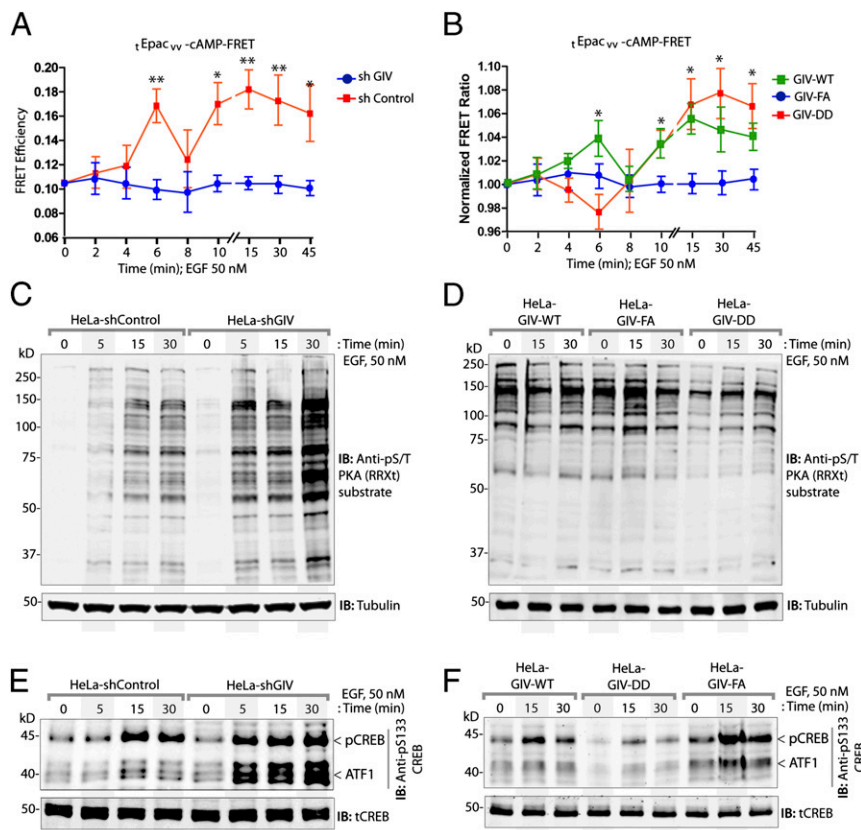 A
tEpac vv -cAMP-FRET
FRET Efficiency
0.20
0.18
0.16
0.14
0.12
0.10
0.08
0.06
** * ** ** *
sh GIV
sh Control
0 2 4 6 8 10 // 15 30 45
Time (min); EGF 50 nM
B
tEpac vv -cAMP-FRET
Normalized FRET Ratio
1.10
1.08
1.06
1.04
1.02
1.00
0.98
0.96
0.94
* * * * *
GIV-WT
GIV-FA
GIV-DD
0 2 4 6 8 10 // 15 30 45
Time (min); EGF 50 nM
C
HeLa-shControl HeLa-shGIV
kD 0 5 15 30 0 5 15 30 : Time (min)
EGF, 50 nM
250-
150-
100-
75-
50-
37-
IB: Anti-pS/T
PKA (RRXt)
substrate
50- IB: Tubulin
D
HeLa-
GIV-WT
HeLa-
GIV-FA
HeLa-
GIV-DD
kD 0 15 30 0 15 30 0 15 30 : Time (min)
EGF, 50 nM
250-
150-
100-
75-
50-
37-
IB: Anti-pS/T
PKA (RRXt)
substrate
50- IB: Tubulin
E
HeLa-shControl HeLa-shGIV
EGF, 50 nM
kD 0 5 15 30 0 5 15 30 : Time (min)
45-
40-
< pCREB
< ATF1
IB: Anti-pS133
CREB
50- IB: tCREB
F
HeLa-
GIV-WT
HeLa-
GIV-DD
HeLa-
GIV-FA
EGF, 50 nM
kD 0 15 30 0 15 30 0 15 30 : Time (min)
45-
40-
< pCREB
< ATF1
IB: Anti-pS133
CREB
50- IB: tCREB